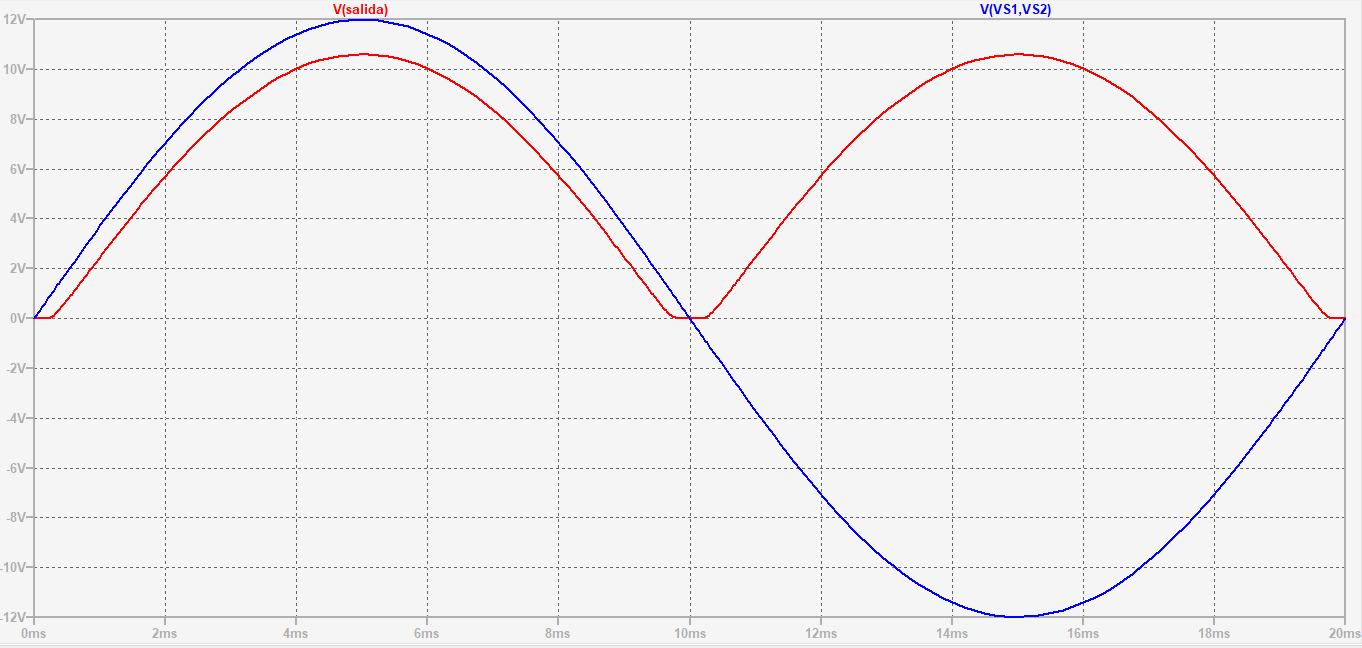 V(salida) V(VS1,VS2)
12V
10V
8V
6V
4V
2V
0V
-2V
-4V
-6V
-8V
-10V
-12V
0ms 2ms 4ms 6ms 8ms 10ms 12ms 14ms 16ms 18ms 20ms